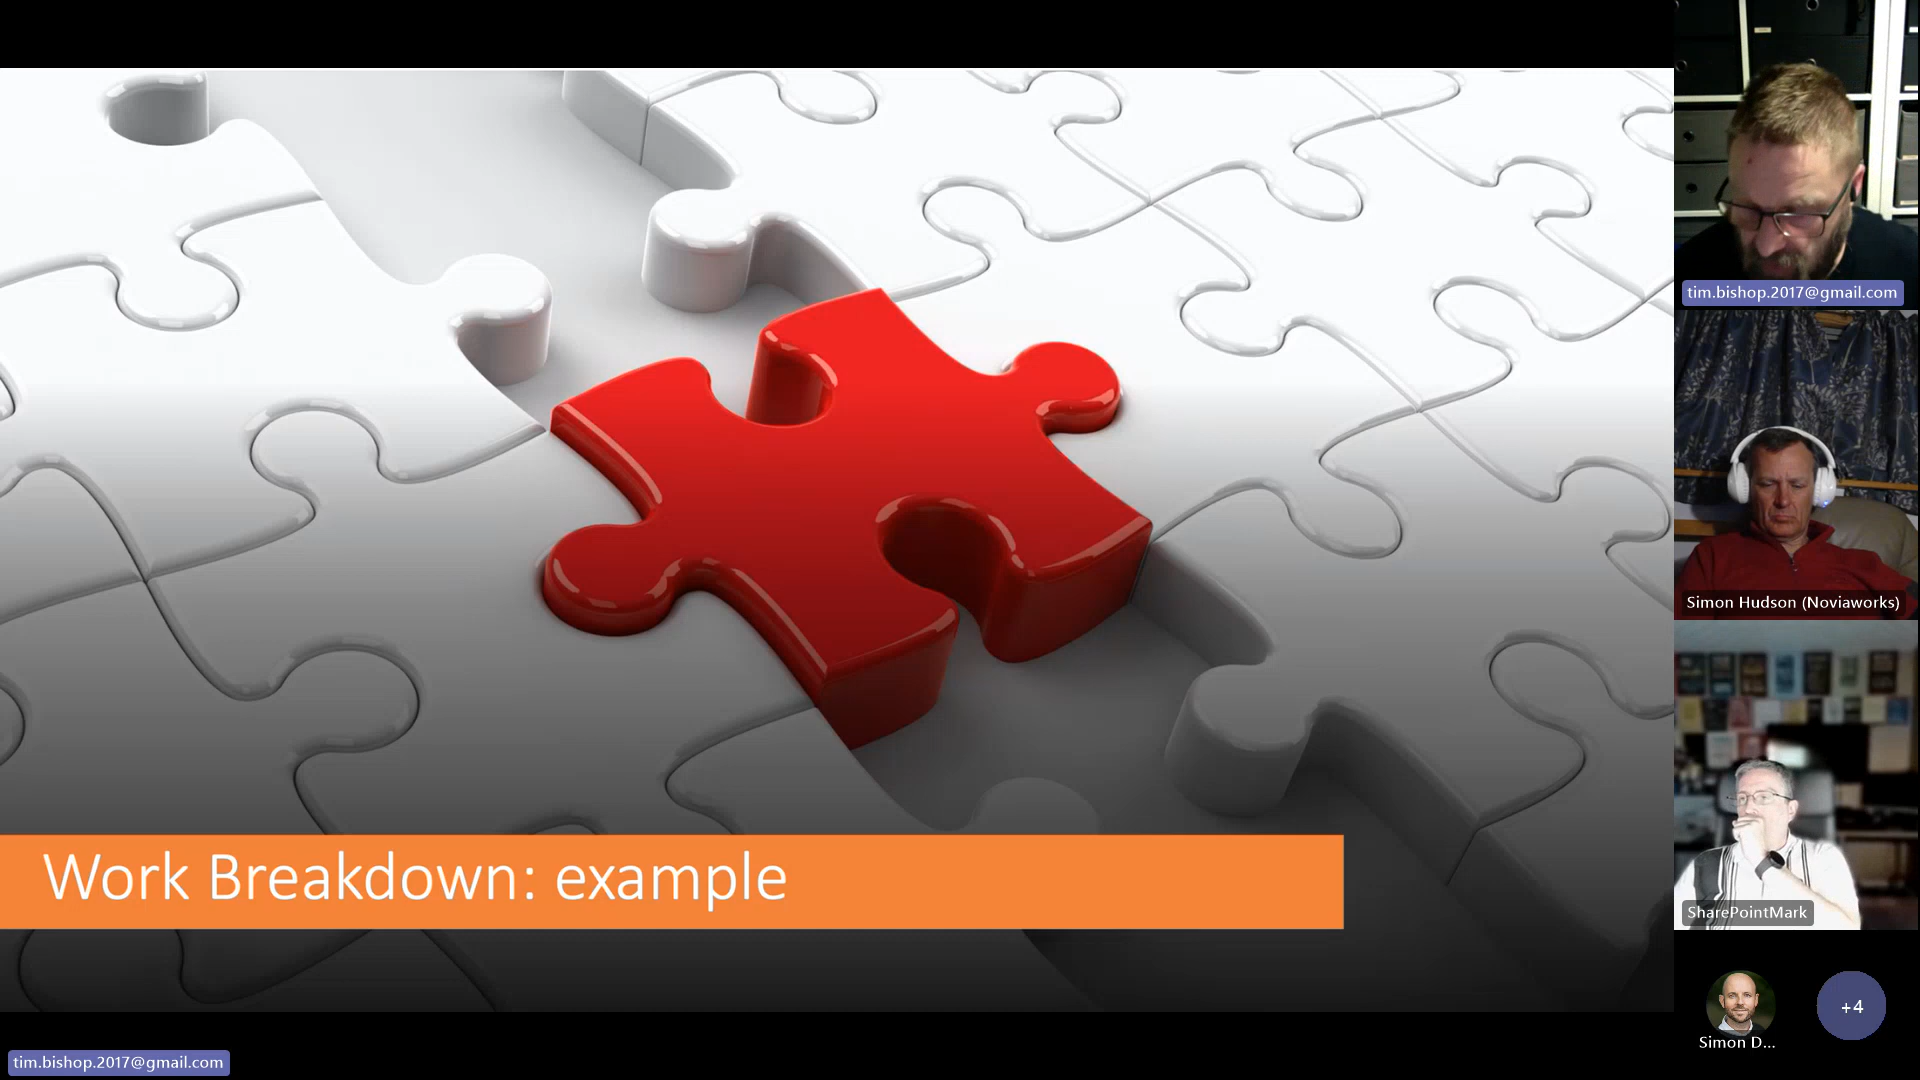 tim.bishop.2017@gmail.com
Simon Hudson (Noviaworks)
SharePointMark
Work Breakdown: example
Simon D...
+4
tim.bishop.2017@gmail.com